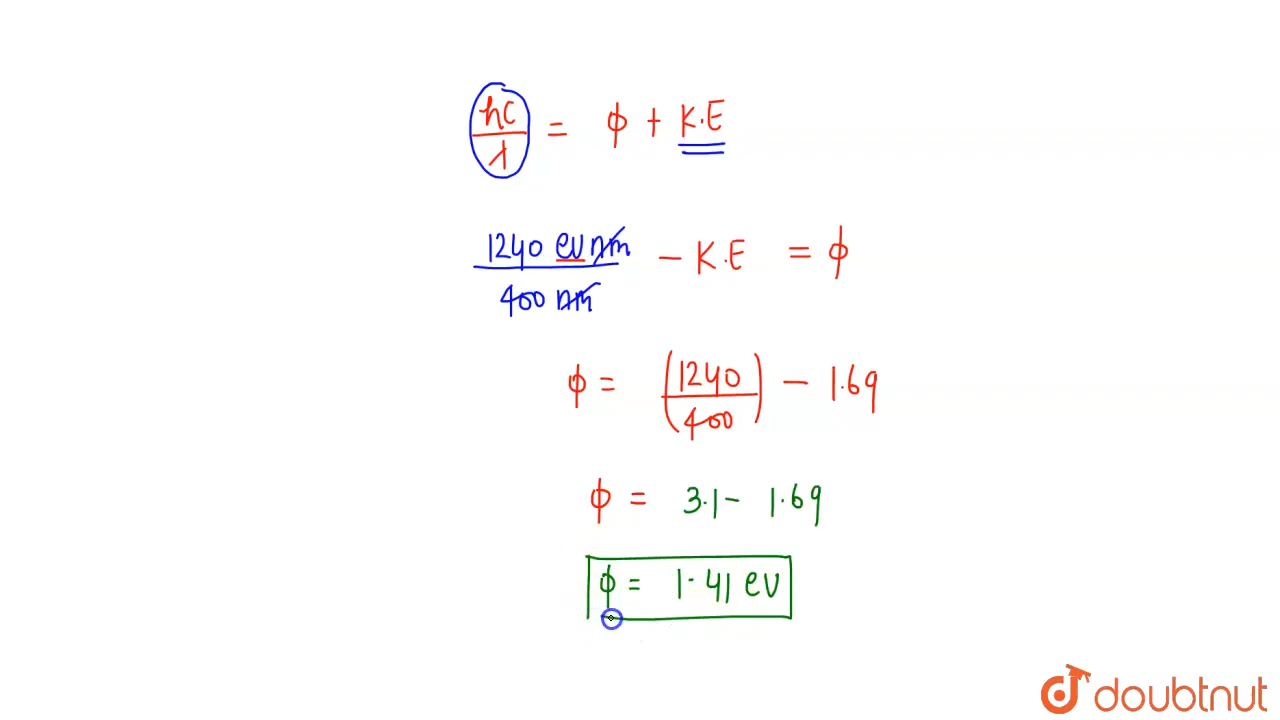 hc/λ = ϕ + K.E
1240 ev nm/400 nm - K.E = ϕ
ϕ = (1240/400) - 1.69
ϕ = 3.1 - 1.69
ϕ = 1.41 ev
doubtnut